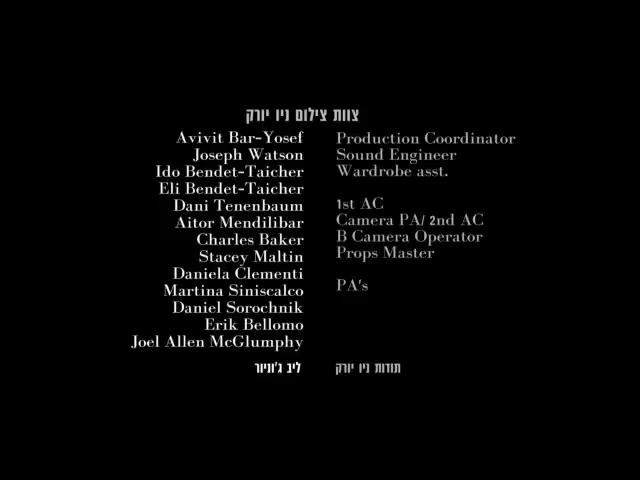 צוות צילום ניו יורק
Avivit Bar-Yosef Production Coordinator
Joseph Watson Sound Engineer
Ido Bendet-Taicher Wardrobe asst.
Eli Bendet-Taicher
Dani Tenenbaum 1st AC
Aitor Mendilibar Camera PA/ 2nd AC
Charles Baker B Camera Operator
Stacey Maltin Props Master
Daniela Clementi
Martina Siniscalco PA's
Daniel Sorochnik
Erik Bellomo
Joel Allen McGlumphy
תודות ניו יורק ליב ג'וניור